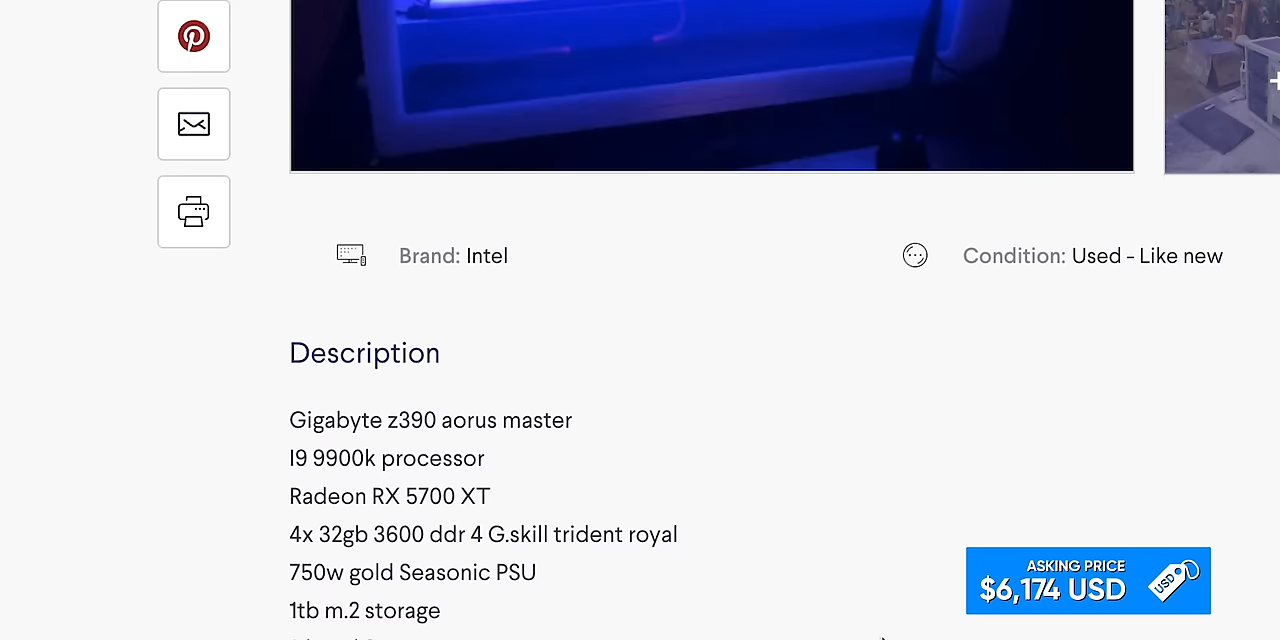 Brand: Intel
Condition: Used - Like new
Description
Gigabyte z390 aorus master
I9 9900k processor
Radeon RX 5700 XT
4x 32gb 3600 ddr 4 G.skill trident royal
750w gold Seasonic PSU
1tb m.2 storage
ASKING PRICE
$6,174 USD
USD